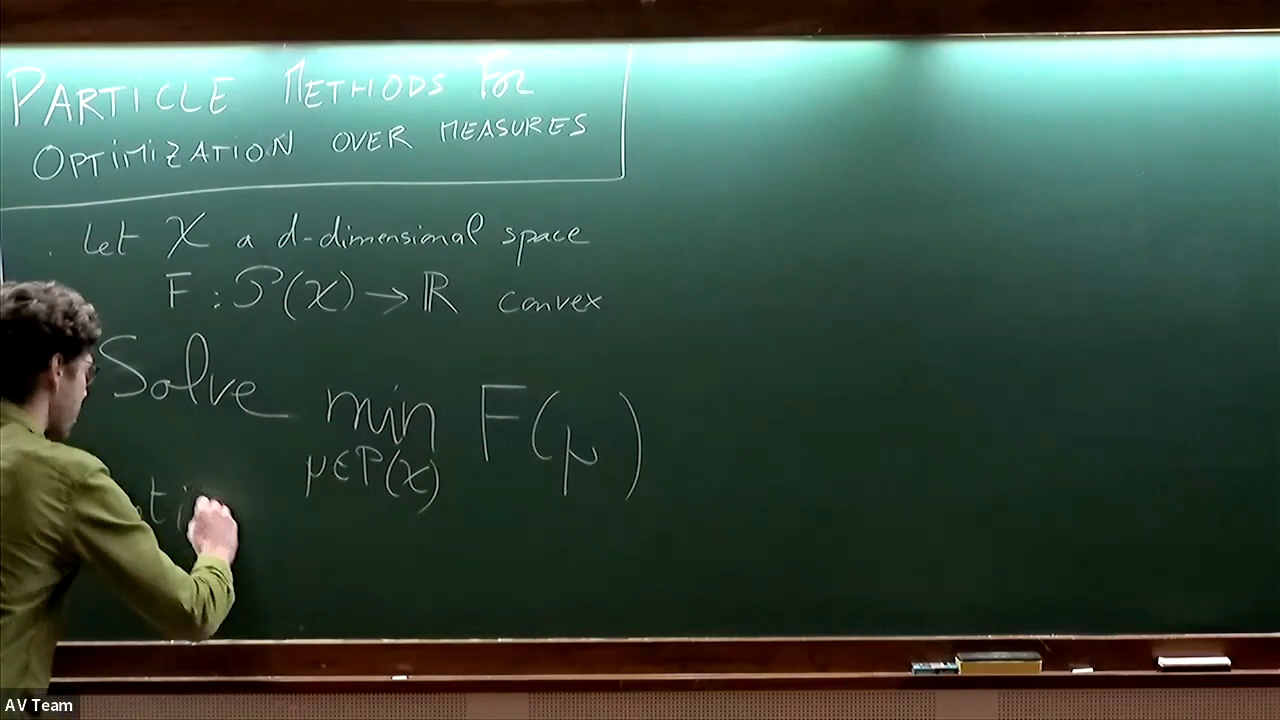 PARTICLE METHODS FOR
OPTIMIZATION OVER MEASURES
. Let X a d-dimensional space
F : P(X) → ℝ convex
Solve min F(μ)
μ∈P(X)
AV Team